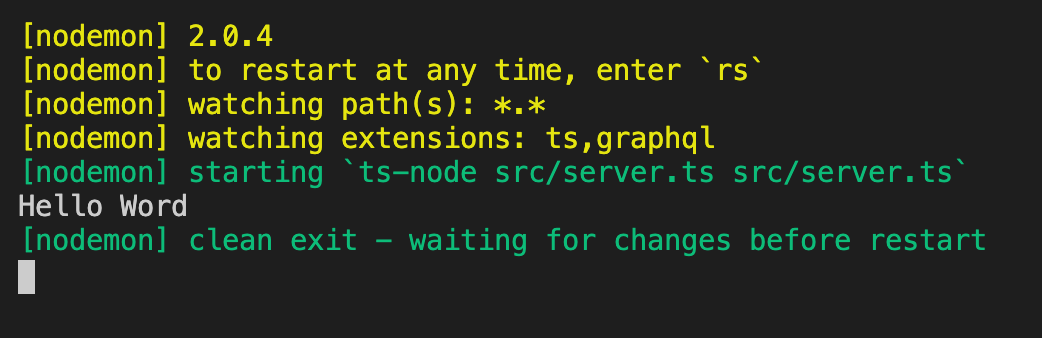 [nodemon] 2.0.4
[nodemon] to restart at any time, enter `rs`
[nodemon] watching path(s): *.*
[nodemon] watching extensions: ts,graphql
[nodemon] starting `ts-node src/server.ts src/server.ts`
Hello Word
[nodemon] clean exit - waiting for changes before restart